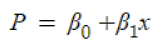 P = β₀ +β₁x